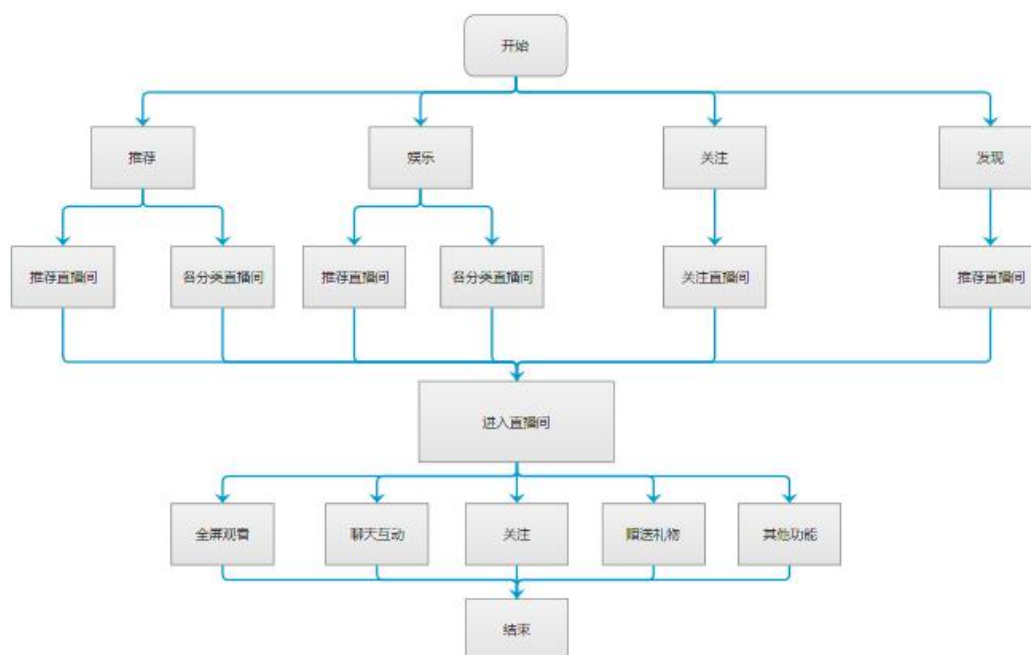 开始
推荐
娱乐
关注
发现
推荐直播间
各分类直播间
推荐直播间
各分类直播间
关注直播间
推荐直播间
进入直播间
全屏观看
聊天互动
关注
赠送礼物
其他功能
结束